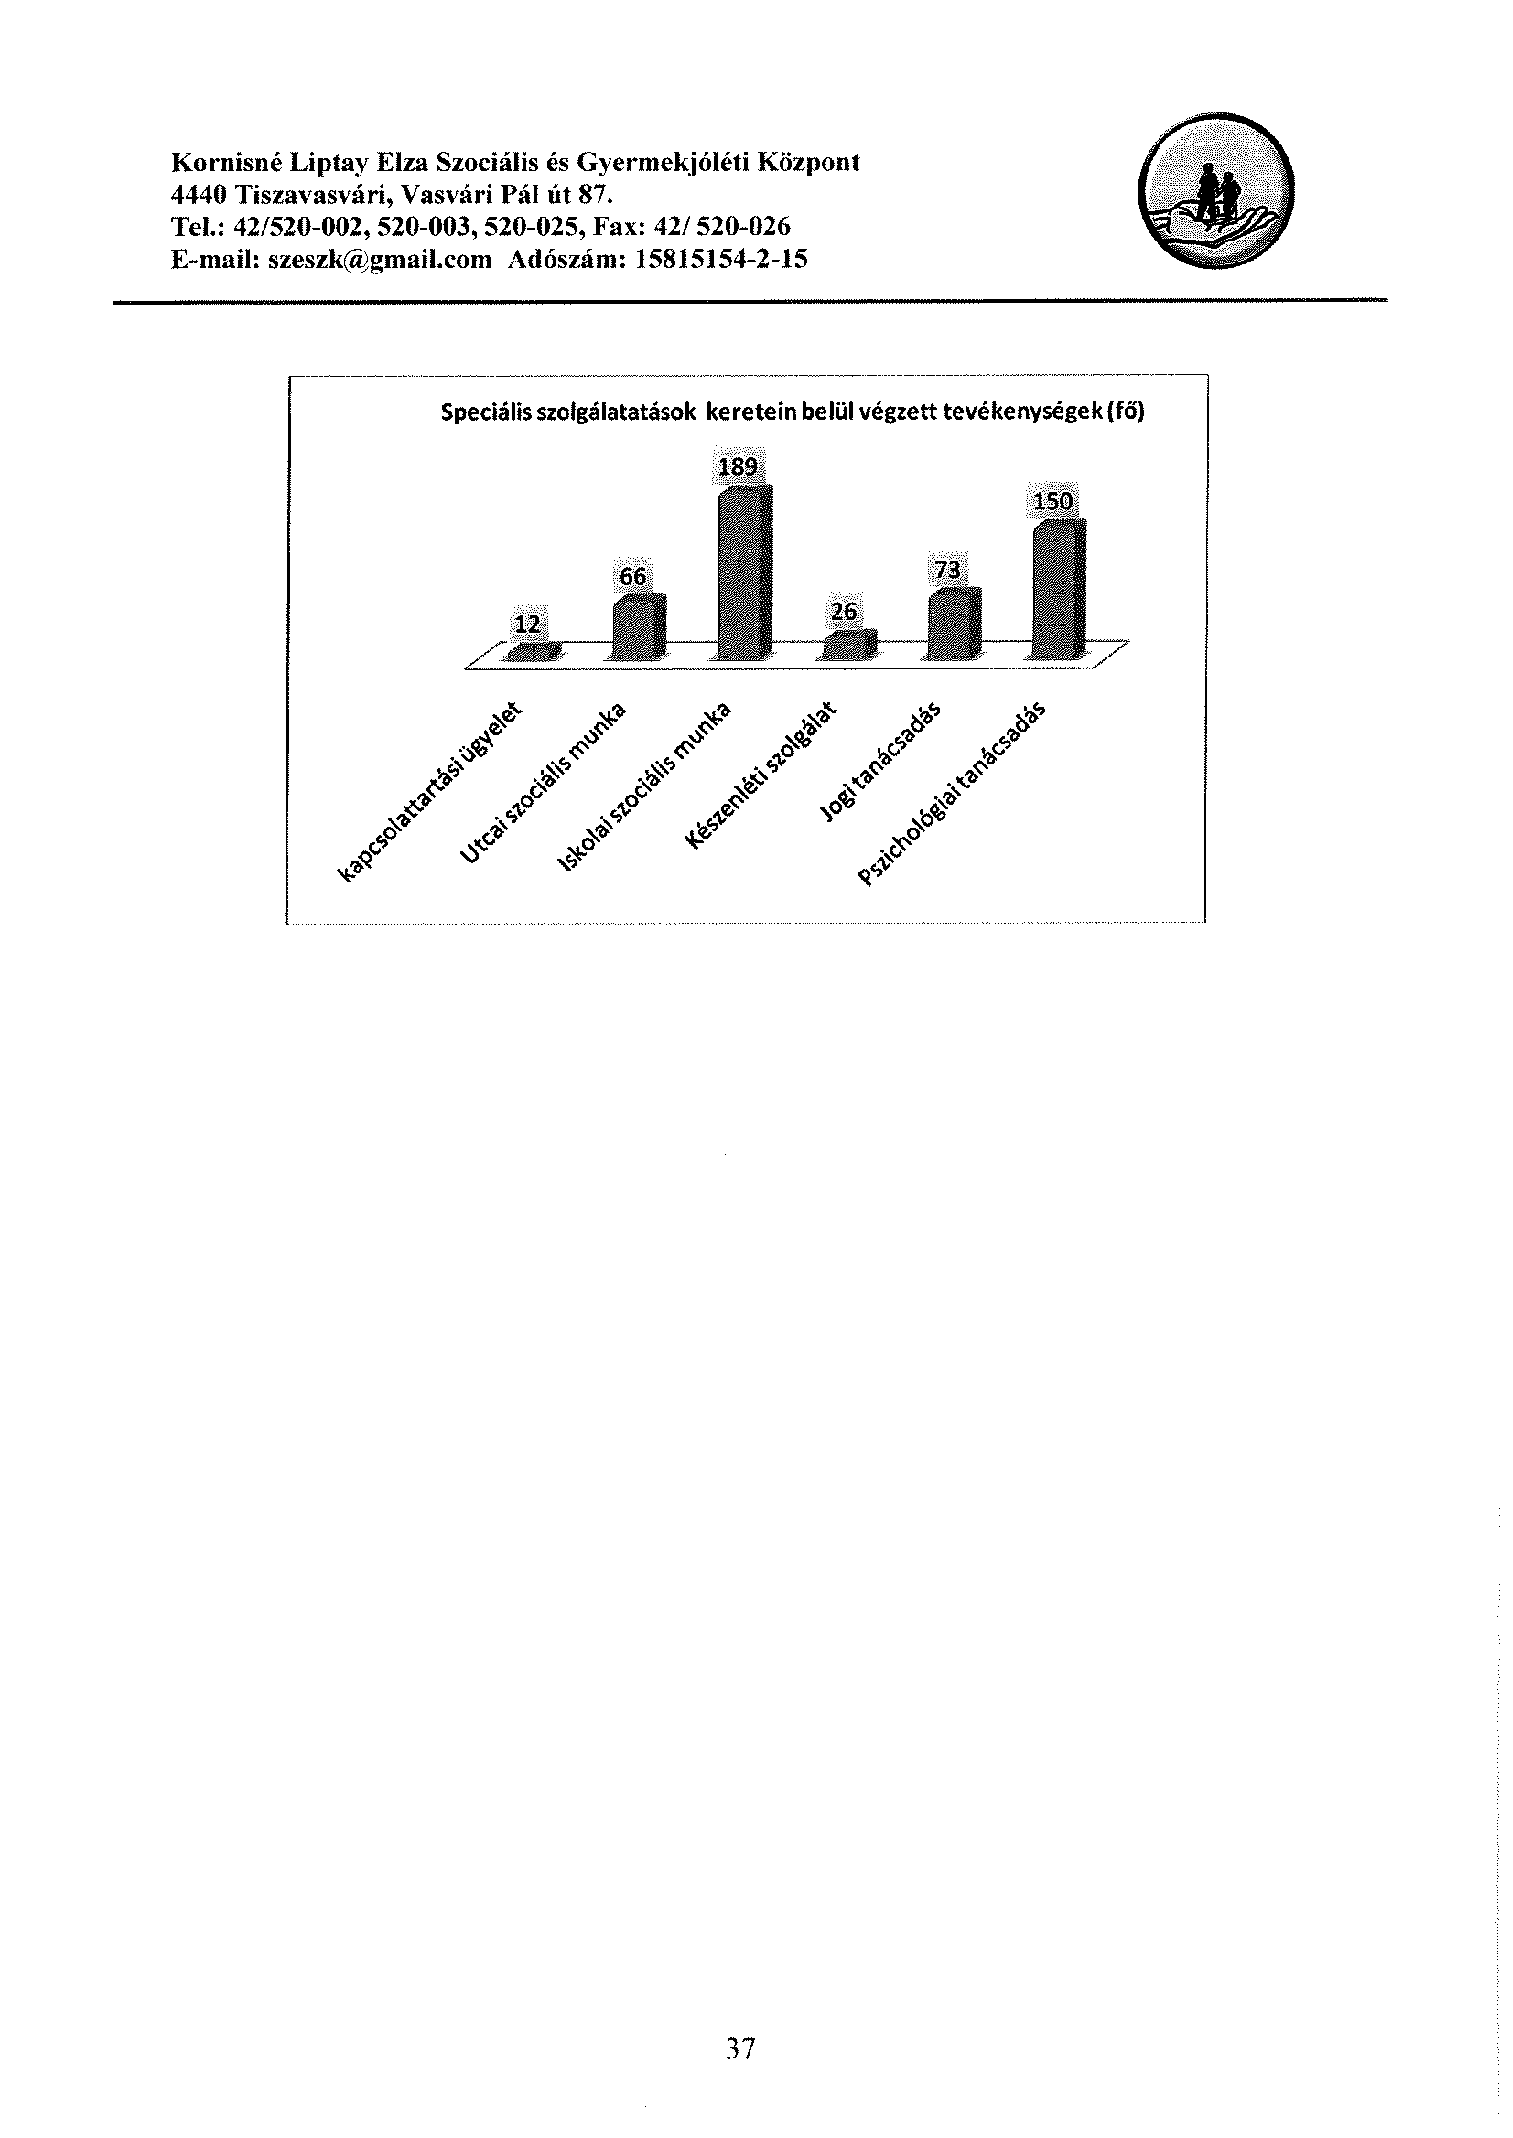 Kornisné Liptay Elza Szociális és Gyermekjóléti Központ
4440 Tiszavasvári, Vasvári Pál út 87.
Tel.: 42/520-002, 520-003, 520-025, Fax: 42/ 520-026
E-mail: szeszk@gmail.com Adószám: 15815154-2-15
Speciális szolgálatatások keretein belül végzett tevékenységek (fő)
189
150
66
73
12
26
kapcsolattartási ügyelet
Utcai szociális munka
Iskolai szociális munka
Készenléti szolgálat
Jogi tanácsadás
Pszichológiai tanácsadás
37